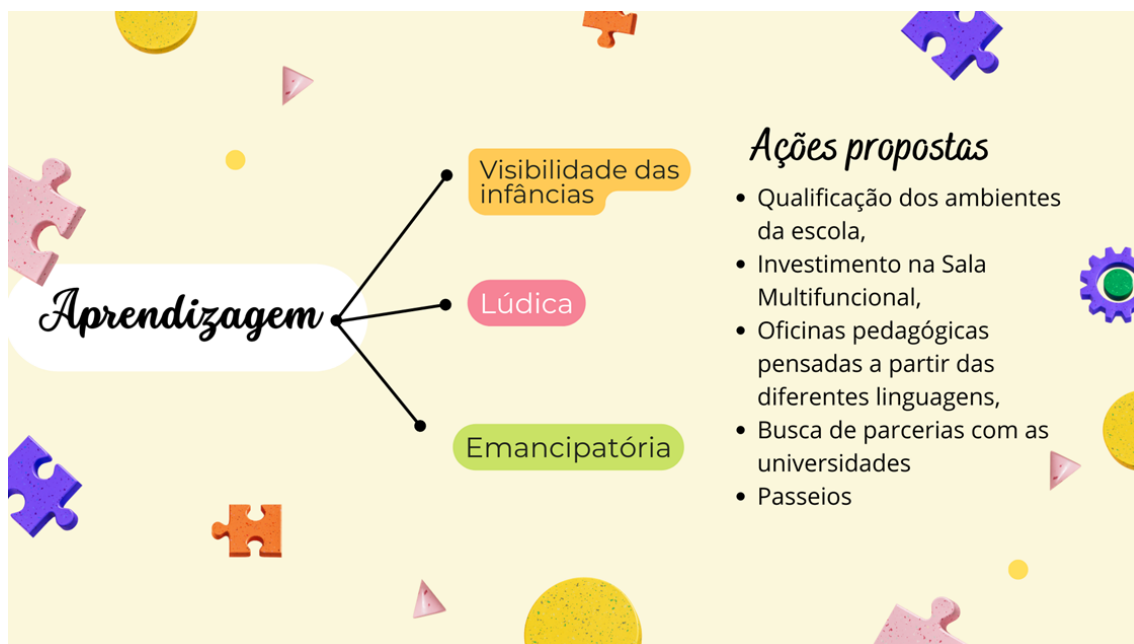 Aprendizagem
Visibilidade das
infâncias
Lúdica
Emancipatória
Ações propostas
• Qualificação dos ambientes
da escola,
• Investimento na Sala
Multifuncional,
• Oficinas pedagógicas
pensadas a partir das
diferentes linguagens,
• Busca de parcerias com as
universidades
• Passeios